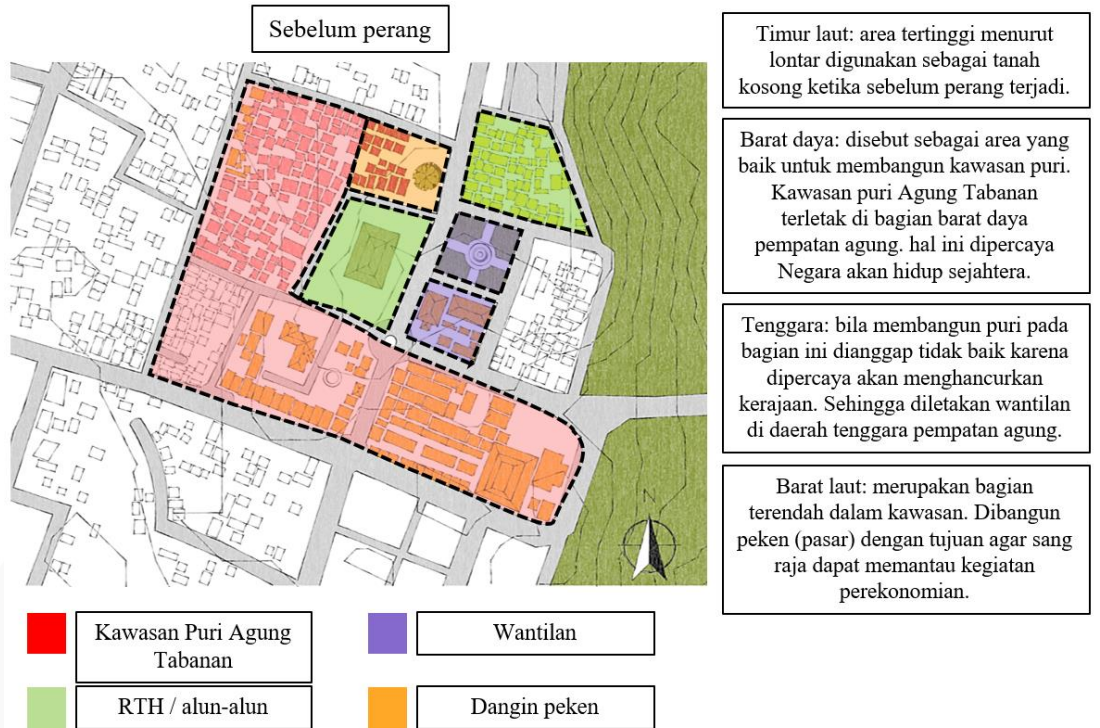 Sebelum perang
N
Kawasan Puri Agung
Tabanan
Wantilan
RTH / alun-alun
Dangin peken
Timur laut: area tertinggi menurut
lontar digunakan sebagai tanah
kosong ketika sebelum perang terjadi.
Barat daya: disebut sebagai area yang
baik untuk membangun kawasan puri.
Kawasan puri Agung Tabanan
terletak di bagian barat daya
pempatan agung. hal ini dipercaya
Negara akan hidup sejahtera.
Tenggara: bila membangun puri pada
bagian ini dianggap tidak baik karena
dipercaya akan menghancurkan
kerajaan. Sehingga diletakan wantilan
di daerah tenggara pempatan agung.
Barat laut: merupakan bagian
terendah dalam kawasan. Dibangun
peken (pasar) dengan tujuan agar sang
raja dapat memantau kegiatan
perekonomian.